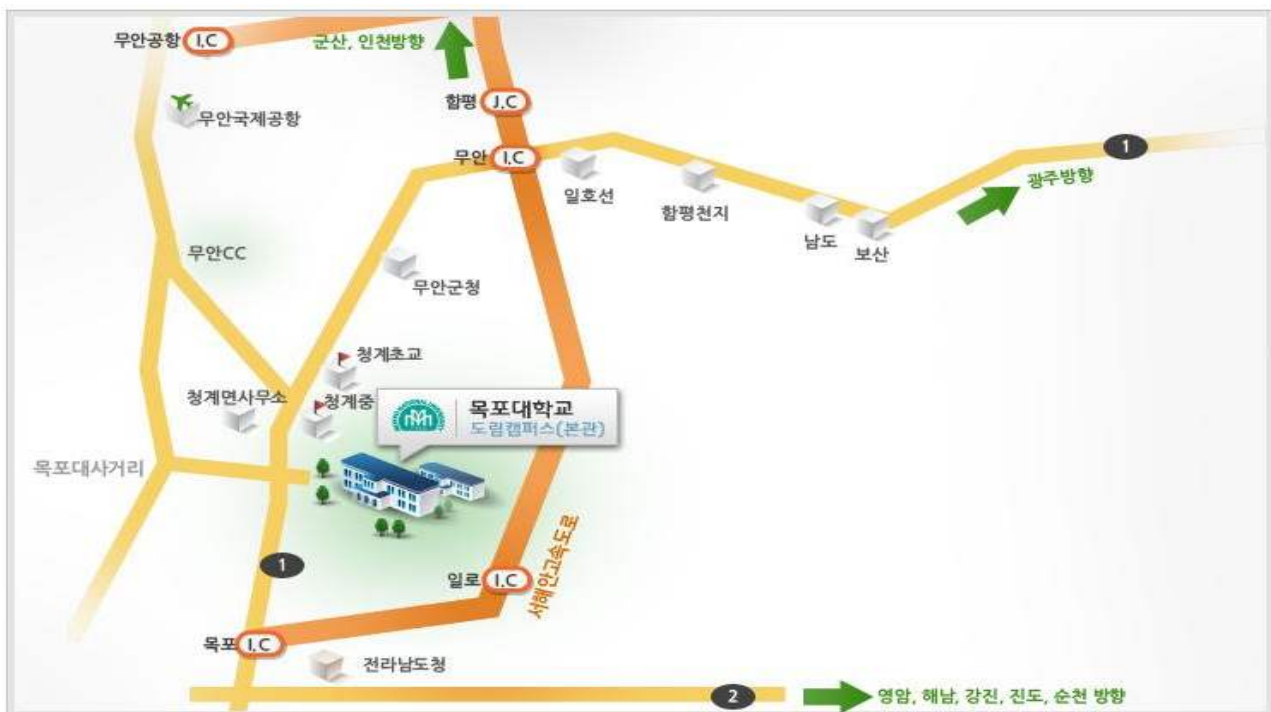 무안공항 I.C
군산, 인천방향
함평 J.C
무안국제공항
무안 I.C
1
일호선
함평천지
광주방향
남도
보산
무안CC
무안군청
청계초교
청계면사무소
청계중
목포대학교
도림캠퍼스(본관)
목포대사거리
1
일로 I.C
서해안고속도로
목포 I.C
전라남도청
2
영암, 해남, 강진, 진도, 순천 방향